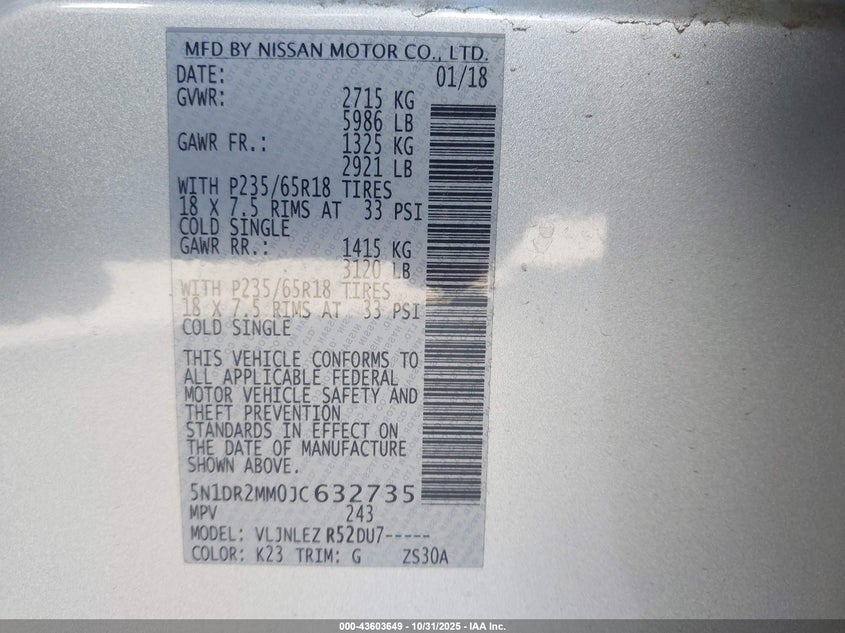 MFD BY NISSAN MOTOR CO., LTD.
DATE: 01/18
GVWR: 2715 KG
5986 LB
GAWR FR.: 1325 KG
2921 LB
WITH P235/65R18 TIRES
18 X 7.5 RIMS AT 33 PSI
COLD SINGLE
GAWR RR.: 1415 KG
3120 LB
WITH P235/65R18 TIRES
18 X 7.5 RIMS AT 33 PSI
COLD SINGLE
THIS VEHICLE CONFORMS TO
ALL APPLICABLE FEDERAL
MOTOR VEHICLE SAFETY AND
THEFT PREVENTION
STANDARDS IN EFFECT ON
THE DATE OF MANUFACTURE
SHOWN ABOVE.
5N1DR2MM0JC632735
MPV 243
MODEL: VLJNLEZ R52DU7-----
COLOR: K23 TRIM: G ZS30A
000-43603649 - 10/31/2025 - IAA Inc.